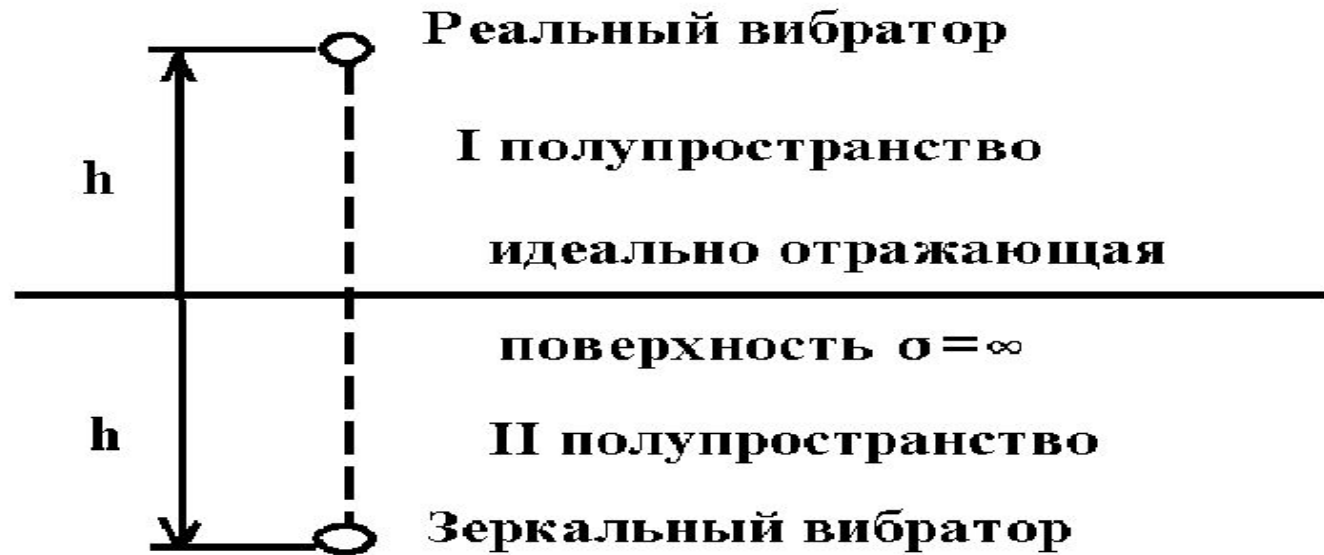 Реальный вибратор
I полупространство
h
идеально отражающая
поверхность σ=∞
h
II полупространство
Зеркальный вибратор